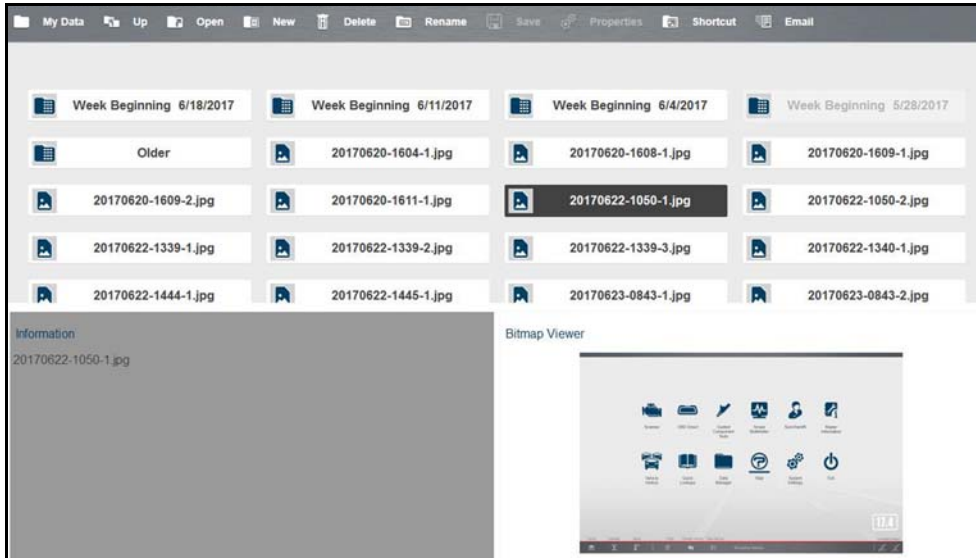 My Data Up Open New Delete Rename Save Properties Shortcut Email
Week Beginning 6/18/2017 Week Beginning 6/11/2017 Week Beginning 6/4/2017 Week Beginning 5/28/2017
Older 20170620-1604-1.jpg 20170620-1608-1.jpg 20170620-1609-1.jpg
20170620-1609-2.jpg 20170620-1611-1.jpg 20170622-1050-1.jpg 20170622-1050-2.jpg
20170622-1339-1.jpg 20170622-1339-2.jpg 20170622-1339-3.jpg 20170622-1340-1.jpg
20170622-1444-1.jpg 20170622-1445-1.jpg 20170623-0843-1.jpg 20170623-0843-2.jpg
Information Bitmap Viewer
20170622-1050-1.jpg
17.4